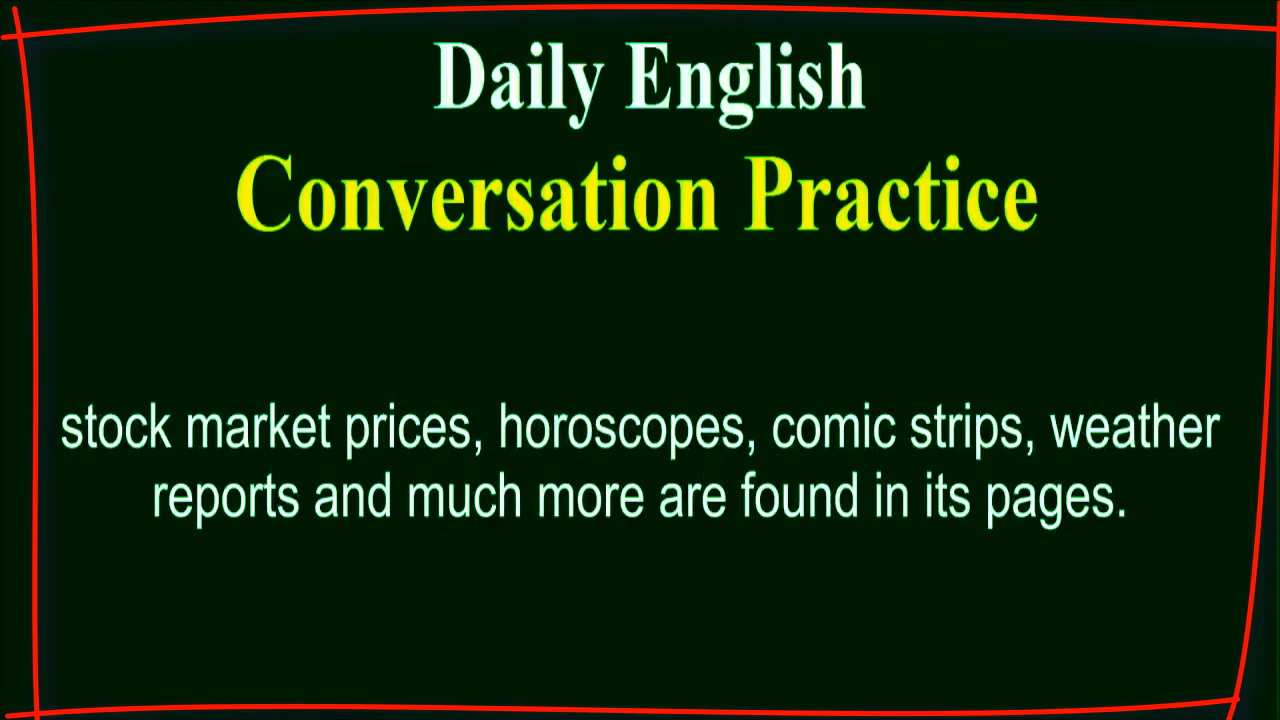 Daily English
Conversation Practice
stock market prices, horoscopes, comic strips, weather
reports and much more are found in its pages.